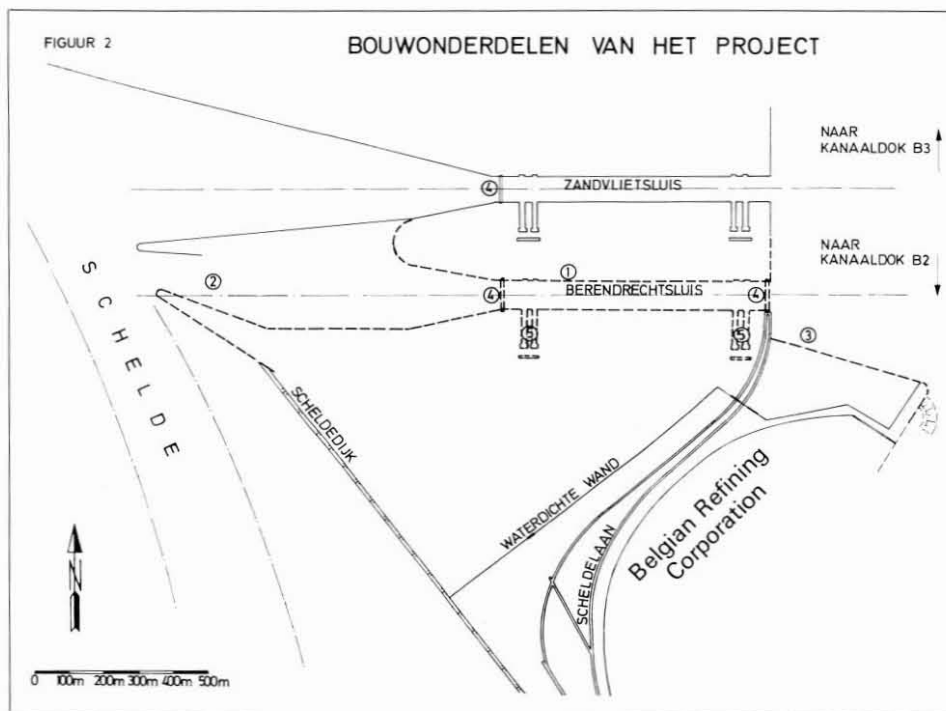 FIGUUR 2
BOUWONDERDELEN VAN HET PROJECT
NAAR
KANAALDOK B3
④
ZANDVLIETSLUIS
NAAR
KANAALDOK B2
②
①
④
BERENDRECHTSLUIS
④
⑤
⑤
③
SCHELDE
SCHELDEDIJK
WATERDICHTE WAND
SCHELDELAAN
Belgian Refining
Corporation
N
0 100m 200m 300m 400m 500m